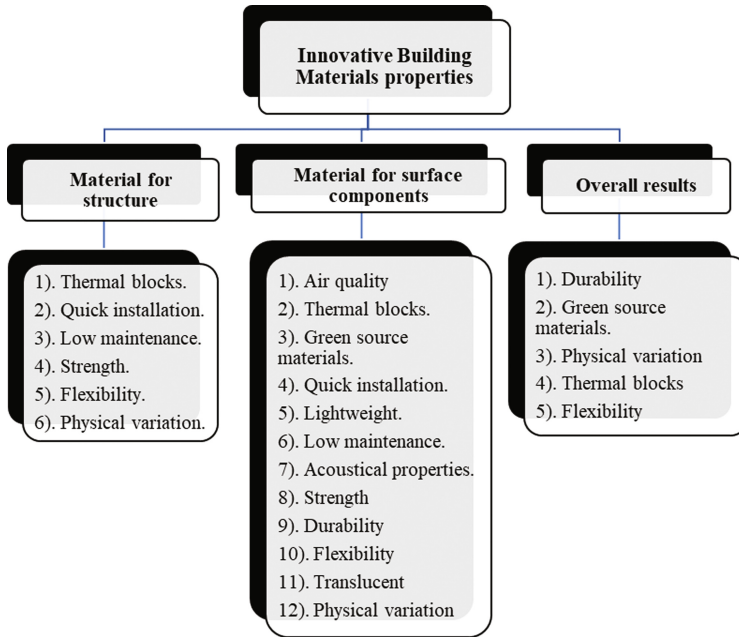 Innovative Building
Materials properties
Material for
structure
1). Thermal blocks.
2). Quick installation.
3). Low maintenance.
4). Strength.
5). Flexibility.
6). Physical variation.
Material for surface
components
1). Air quality
2). Thermal blocks.
3). Green source
materials.
4). Quick installation.
5). Lightweight.
6). Low maintenance.
7). Acoustical properties.
8). Strength
9). Durability
10). Flexibility
11). Translucent
12). Physical variation
Overall results
1). Durability
2). Green source
materials.
3). Physical variation
4). Thermal blocks
5). Flexibility